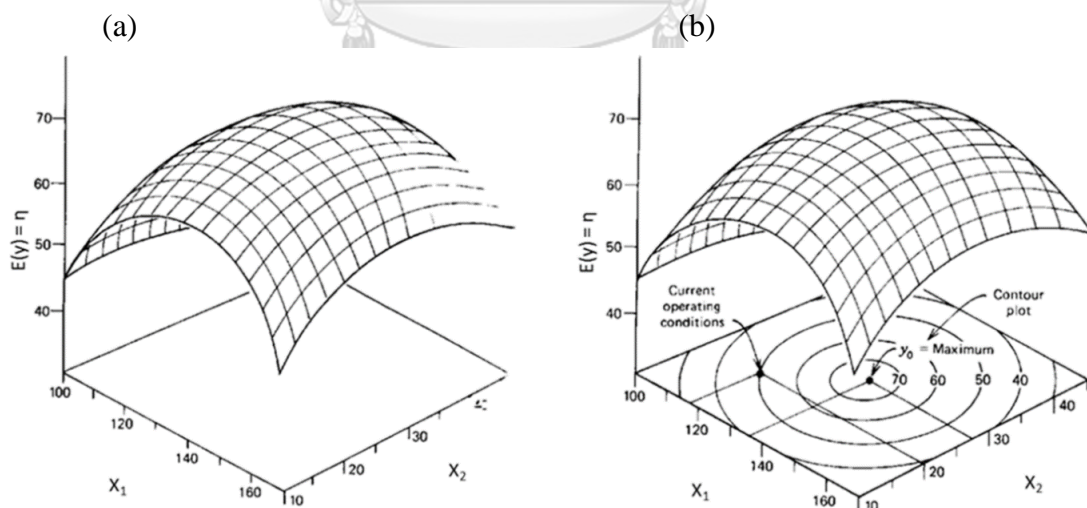 (a)
(b)
70
60
50
40
E(y) = η
100
120
140
160
X1
10
20
30
X2
70
60
50
40
E(y) = η
Current
operating
conditions
Contour
plot
y0 = Maximum
70 60 50 40
100
120
140
160
X1
10
20
30
40
X2